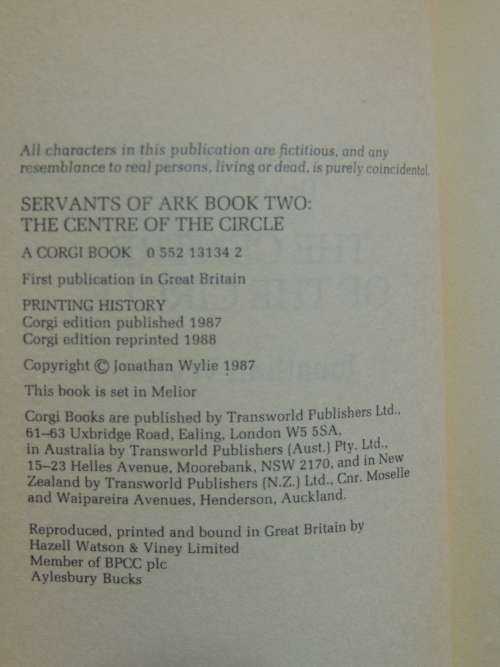 All characters in this publication are fictitious, and any
resemblance to real persons, living or dead, is purely coincidental.
SERVANTS OF ARK BOOK TWO:
THE CENTRE OF THE CIRCLE
A CORGI BOOK 0 552 13134 2
First publication in Great Britain
PRINTING HISTORY
Corgi edition published 1987
Corgi edition reprinted 1988
Copyright © Jonathan Wylie 1987
This book is set in Melior
Corgi Books are published by Transworld Publishers Ltd.,
61–63 Uxbridge Road, Ealing, London W5 5SA,
in Australia by Transworld Publishers (Aust.) Pty. Ltd.,
15–23 Helles Avenue, Moorebank, NSW 2170, and in New
Zealand by Transworld Publishers (N.Z.) Ltd., Cnr. Moselle
and Waipareira Avenues, Henderson, Auckland.
Reproduced, printed and bound in Great Britain by
Hazell Watson & Viney Limited
Member of BPCC plc
Aylesbury Bucks